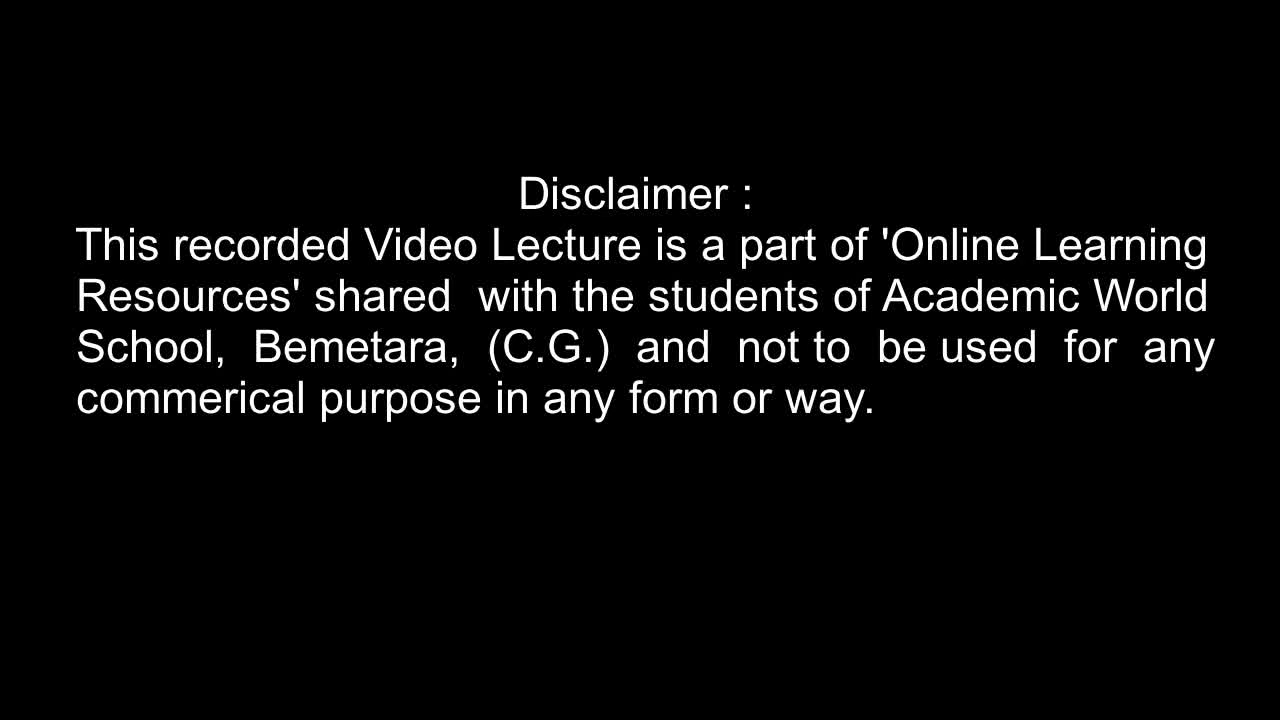 Disclaimer :
This recorded Video Lecture is a part of 'Online Learning
Resources' shared  with the students of Academic World
School,  Bemetara,  (C.G.)  and  not to  be used  for  any
commerical purpose in any form or way.